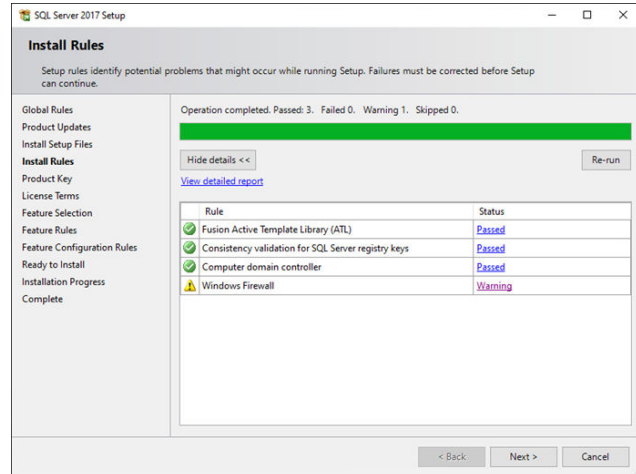 SQL Server 2017 Setup
Install Rules
Setup rules identify potential problems that might occur while running Setup. Failures must be corrected before Setup
can continue.
Global Rules
Product Updates
Install Setup Files
Install Rules
Product Key
License Terms
Feature Selection
Feature Rules
Feature Configuration Rules
Ready to Install
Installation Progress
Complete
Operation completed. Passed: 3. Failed 0. Warning 1. Skipped 0.
Hide details <<
Re-run
View detailed report
Rule Status
Fusion Active Template Library (ATL) Passed
Consistency validation for SQL Server registry keys Passed
Computer domain controller Passed
Windows Firewall Warning
< Back Next > Cancel